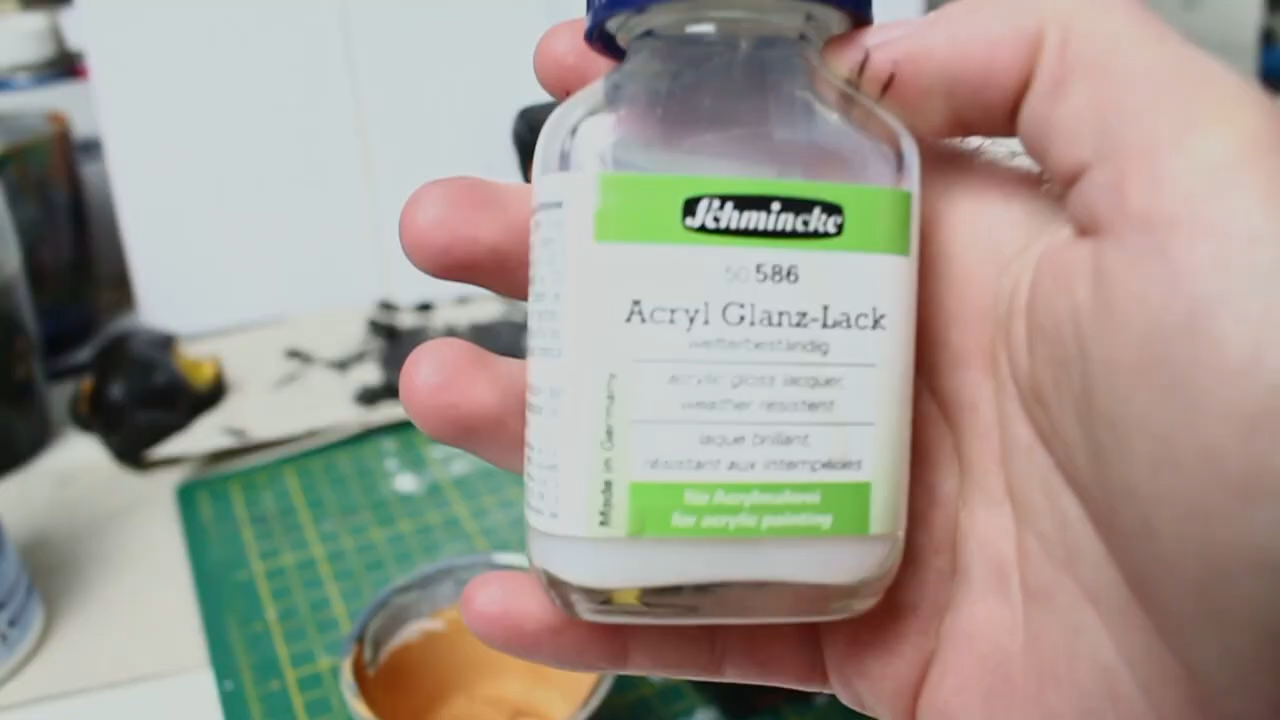 Schmincke
50 586
Acryl Glanz-Lack
wetterbeständig
acrylic gloss lacquer,
weather resistent
laque brillant,
résistant aux intempéries
für Acrylmalerei
for acrylic painting
Made in Germany